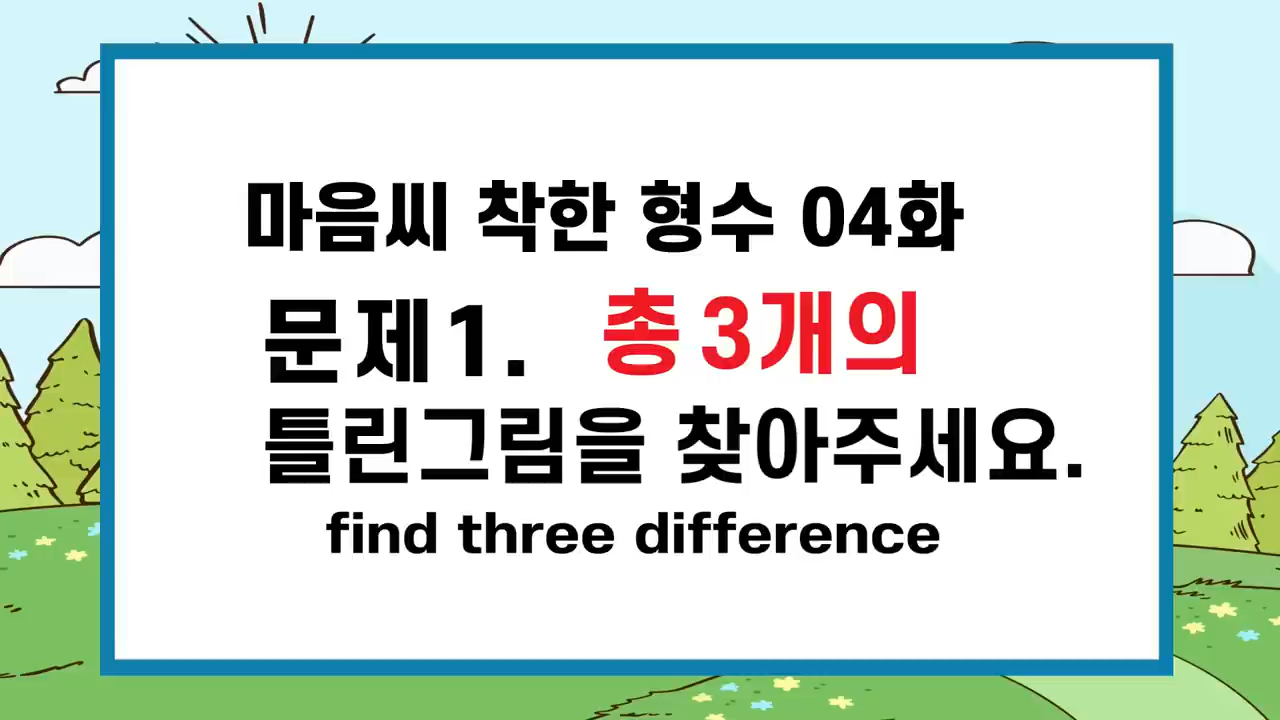 마음씨 착한 형수 04화
문제1. 총 3개의
틀린그림을 찾아주세요.
find three difference